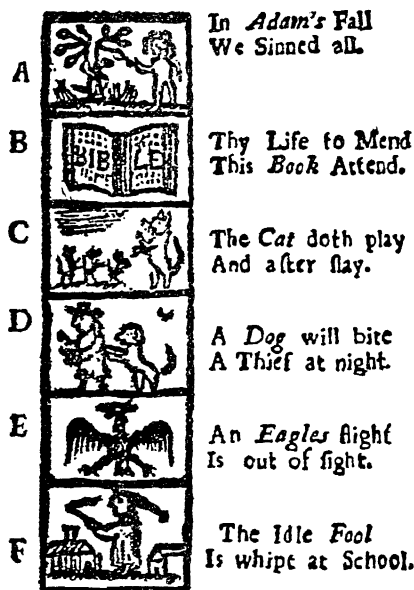 A
In Adam's Fall
We Sinned all.
B
BIBLE
Thy Life to Mend
This Book Attend.
C
The Cat doth play
And after slay.
D
A Dog will bite
A Thief at night.
E
An Eagles flight
Is out of sight.
F
The Idle Fool
Is whipt at School.